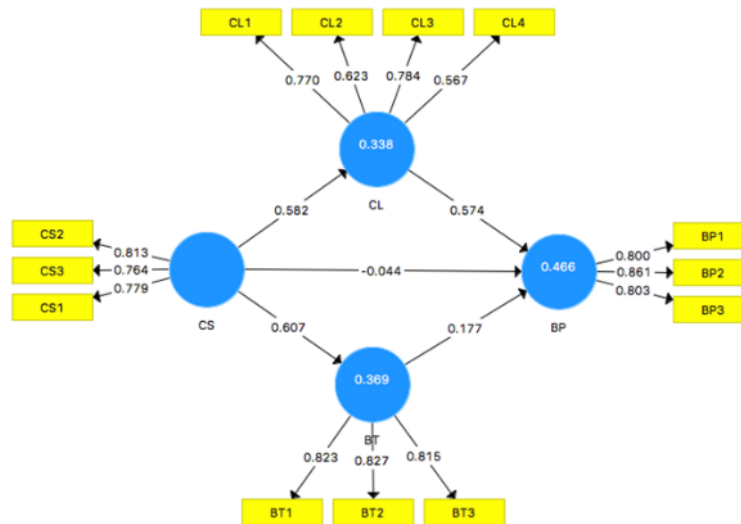 CL1 CL2 CL3 CL4
0.770 0.623 0.784 0.567
0.338
CL
0.582 0.574
CS2
CS3
CS1
0.813
0.764
0.779
CS
-0.044
0.466
BP
0.800
0.861
0.803
BP1
BP2
BP3
0.607 0.177
0.369
BT
0.823 0.827 0.815
BT1 BT2 BT3